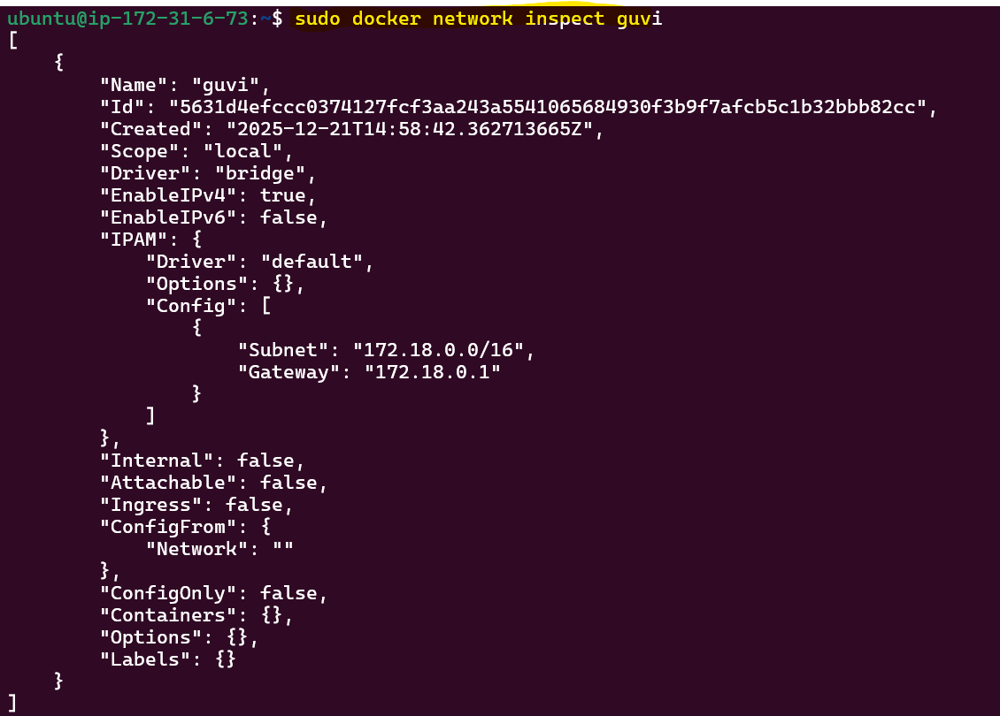 ubuntu@ip-172-31-6-73:~$ sudo docker network inspect guvi
[
    {
        "Name": "guvi",
        "Id": "5631d4efccc0374127fcf3aa243a5541065684930f3b9f7afcb5c1b32bbb82cc",
        "Created": "2025-12-21T14:58:42.362713665Z",
        "Scope": "local",
        "Driver": "bridge",
        "EnableIPv4": true,
        "EnableIPv6": false,
        "IPAM": {
            "Driver": "default",
            "Options": {},
            "Config": [
                {
                    "Subnet": "172.18.0.0/16",
                    "Gateway": "172.18.0.1"
                }
            ]
        },
        "Internal": false,
        "Attachable": false,
        "Ingress": false,
        "ConfigFrom": {
            "Network": ""
        },
        "ConfigOnly": false,
        "Containers": {},
        "Options": {},
        "Labels": {}
    }
]